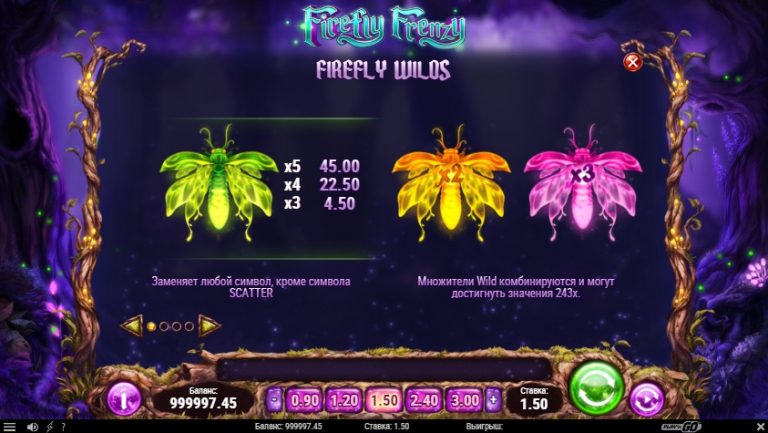 Firefly Frenzy
FIREFLY WILDS
x5 45.00
x4 22.50
x3 4.50
x2
x3
Заменяет любой символ, кроме символа
SCATTER
Множители Wild комбинируются и могут
достигнуть значения 243x.
Баланс:
999997.45
- 0.90 1.20 1.50 2.40 3.00 +
Ставка:
1.50
Баланс: 999997.45 Ставка: 1.50 Выигрыш:
PLAY'N GO